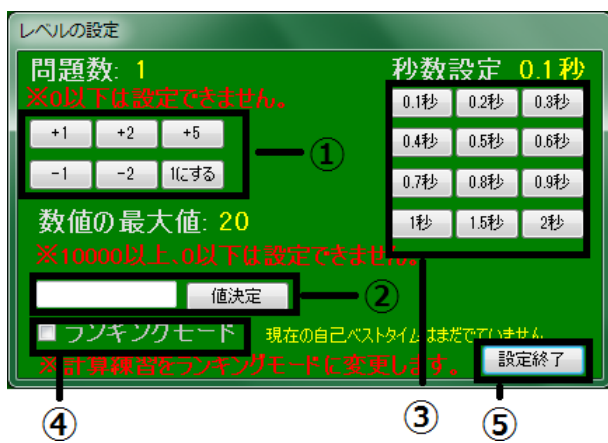 レベルの設定
問題数: 1
秒数設定 0.1秒
※0以下は設定できません。
+1 +2 +5
-1 -2 1にする
①
0.1秒 0.2秒 0.3秒
0.4秒 0.5秒 0.6秒
0.7秒 0.8秒 0.9秒
1秒 1.5秒 2秒
数値の最大値: 20
※10000以上、0以下は設定できません。
値決定
②
ランキングモード
現在の自己ベストタイムはまだでていません
※計算練習をランキングモードに変更します。
設定終了
④
③
⑤